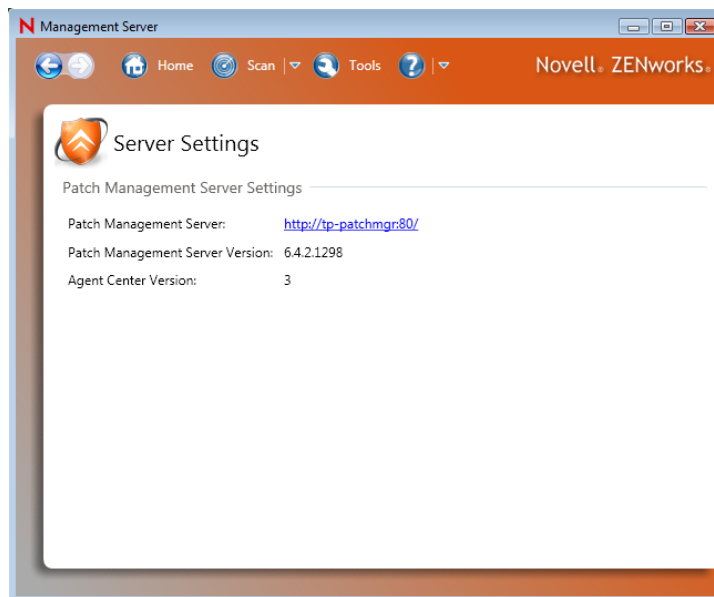 N Management Server
Home Scan Tools ? Novell® ZENworks®
Server Settings
Patch Management Server Settings
Patch Management Server: http://tp-patchmgr:80/
Patch Management Server Version: 6.4.2.1298
Agent Center Version: 3